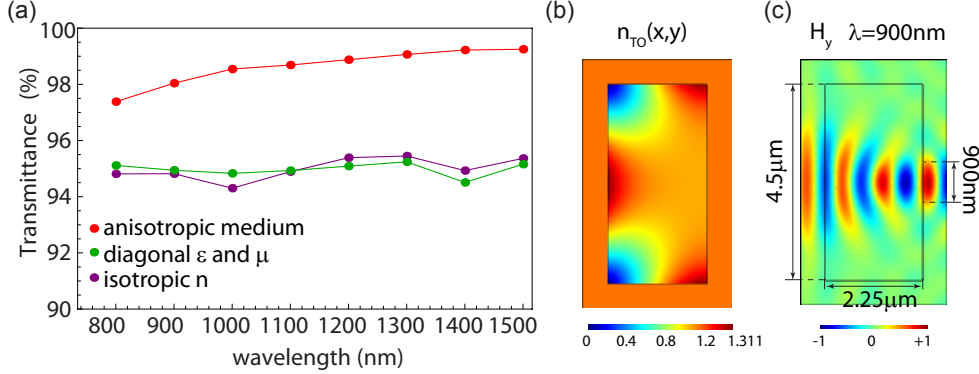 (a)
100
98
96
94
92
90
Transmittance (%)
anisotropic medium
diagonal ε and μ
isotropic n
800 900 1000 1100 1200 1300 1400 1500
wavelength (nm)
(b)
nTO(x,y)
0 0.4 0.8 1.2 1.311
(c)
Hy λ=900nm
4.5μm
900nm
2.25μm
-1 0 +1